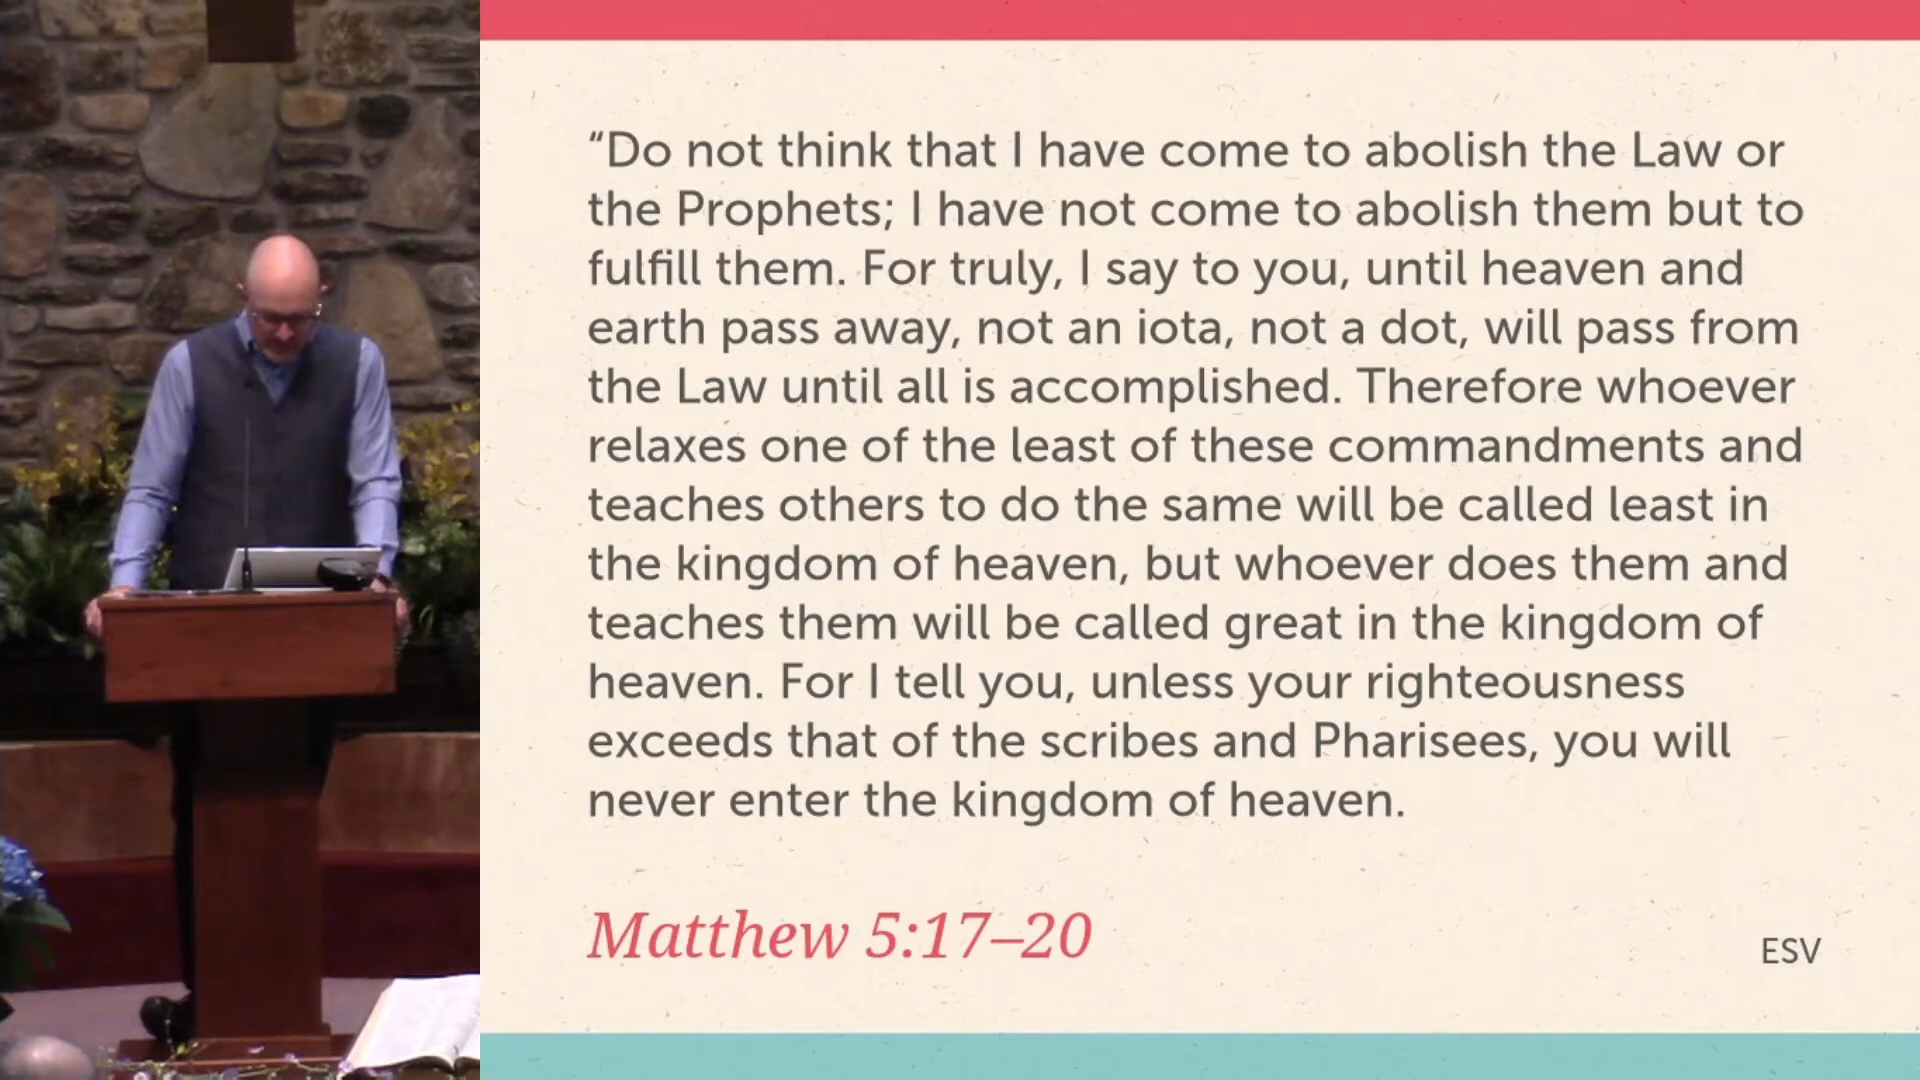 “Do not think that I have come to abolish the Law or
the Prophets; I have not come to abolish them but to
fulfill them. For truly, I say to you, until heaven and
earth pass away, not an iota, not a dot, will pass from
the Law until all is accomplished. Therefore whoever
relaxes one of the least of these commandments and
teaches others to do the same will be called least in
the kingdom of heaven, but whoever does them and
teaches them will be called great in the kingdom of
heaven. For I tell you, unless your righteousness
exceeds that of the scribes and Pharisees, you will
never enter the kingdom of heaven.
Matthew 5:17–20
ESV